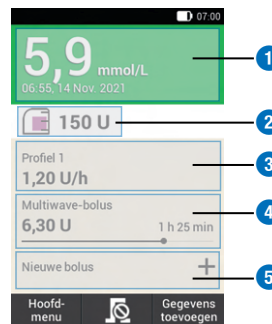 07:00
5,9 mmol/L
06:55, 14 Nov. 2021
1
150 U
2
Profiel 1
1,20 U/h
3
Multiwave-bolus
6,30 U 1 h 25 min
4
Nieuwe bolus +
5
Hoofd-
menu
Gegevens
toevoegen